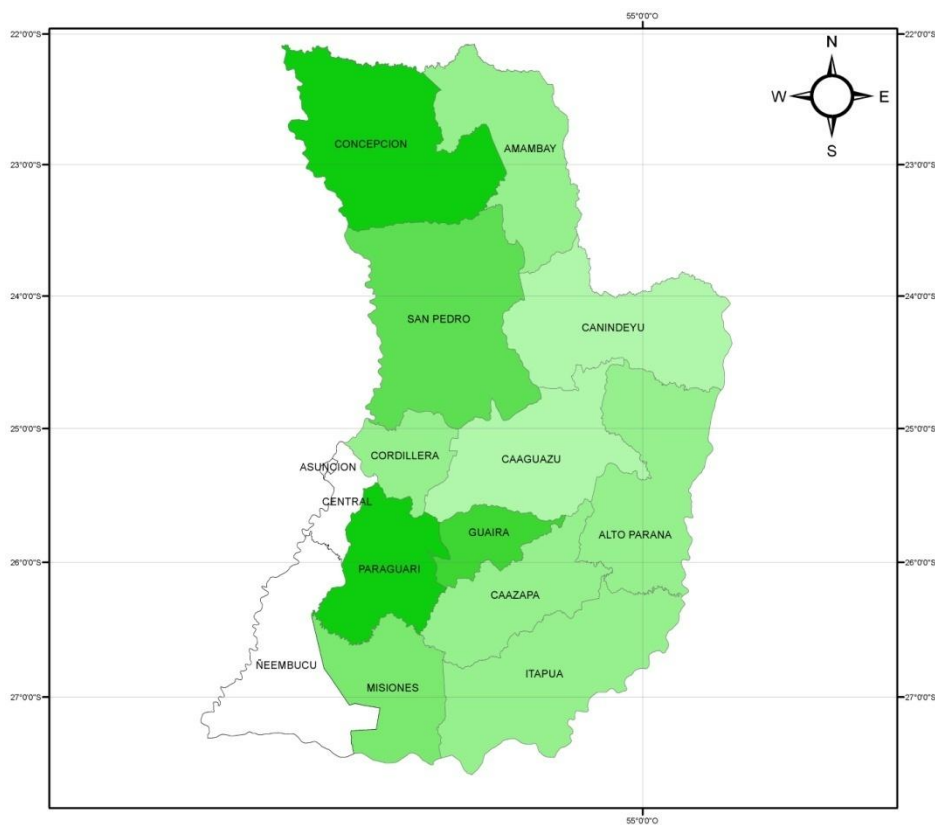 55°0'0"O
22°0'0"S
22°0'0"S
N
W
E
S
CONCEPCION
AMAMBAY
23°0'0"S
23°0'0"S
24°0'0"S
24°0'0"S
SAN PEDRO
CANINDEYU
25°0'0"S
25°0'0"S
CORDILLERA
CAAGUAZU
ASUNCION
CENTRAL
GUAIRA
ALTO PARANA
26°0'0"S
26°0'0"S
PARAGUARI
CAAZAPA
ÑEEMBUCU
ITAPUA
MISIONES
27°0'0"S
27°0'0"S
55°0'0"O